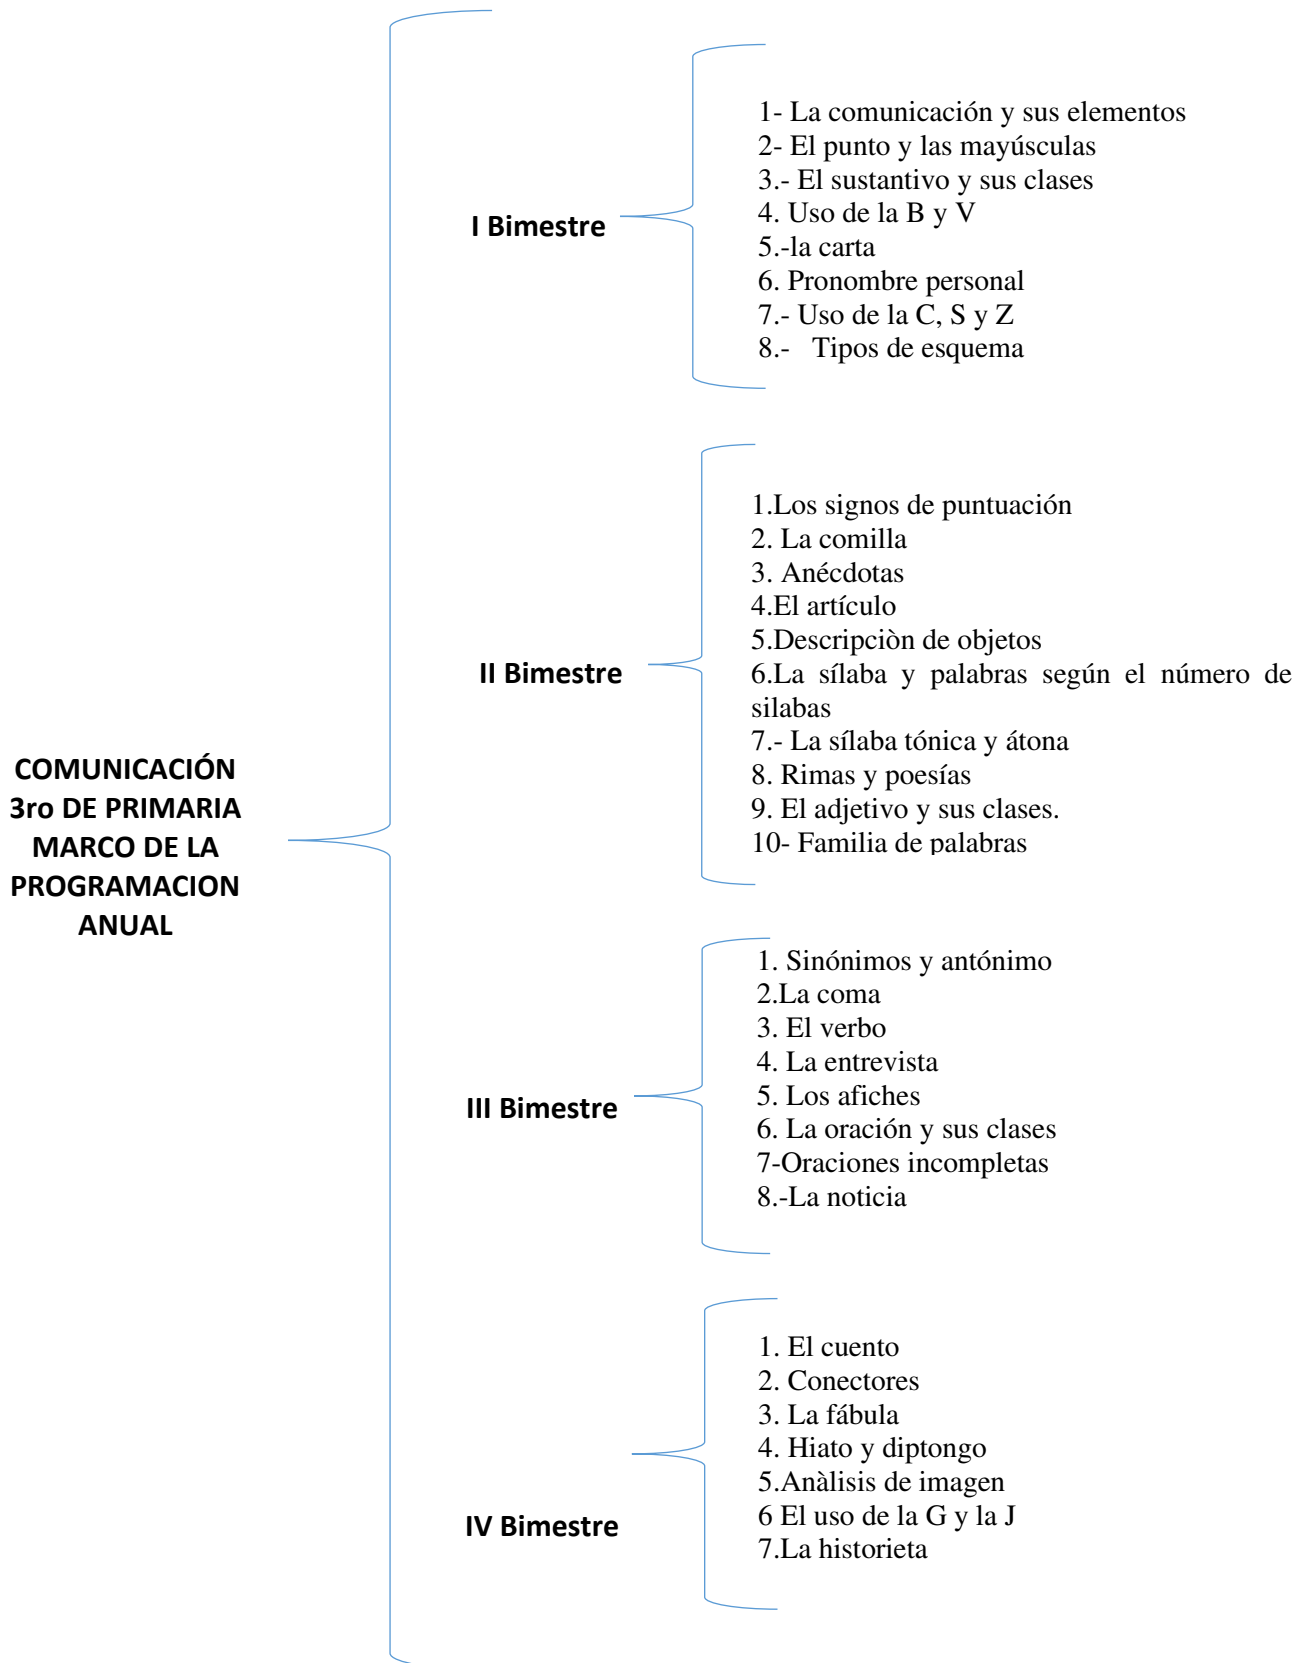 COMUNICACIÓN
3ro DE PRIMARIA
MARCO DE LA
PROGRAMACION
ANUAL
I Bimestre
1- La comunicación y sus elementos
2- El punto y las mayúsculas
3.- El sustantivo y sus clases
4. Uso de la B y V
5.-la carta
6. Pronombre personal
7.- Uso de la C, S y Z
8.- Tipos de esquema
II Bimestre
1.Los signos de puntuación
2. La comilla
3. Anécdotas
4.El artículo
5.Descripciòn de objetos
6.La sílaba y palabras según el número de
silabas
7.- La sílaba tónica y átona
8. Rimas y poesías
9. El adjetivo y sus clases.
10- Familia de palabras
III Bimestre
1. Sinónimos y antónimo
2.La coma
3. El verbo
4. La entrevista
5. Los afiches
6. La oración y sus clases
7-Oraciones incompletas
8.-La noticia
IV Bimestre
1. El cuento
2. Conectores
3. La fábula
4. Hiato y diptongo
5.Anàlisis de imagen
6 El uso de la G y la J
7.La historieta